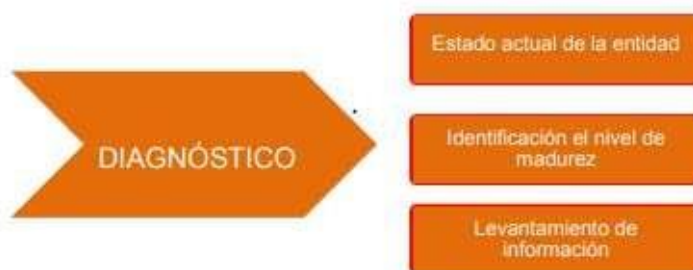 DIAGNÓSTICO
Estado actual de la entidad
Identificación el nivel de
madurez
Levantamiento de
información